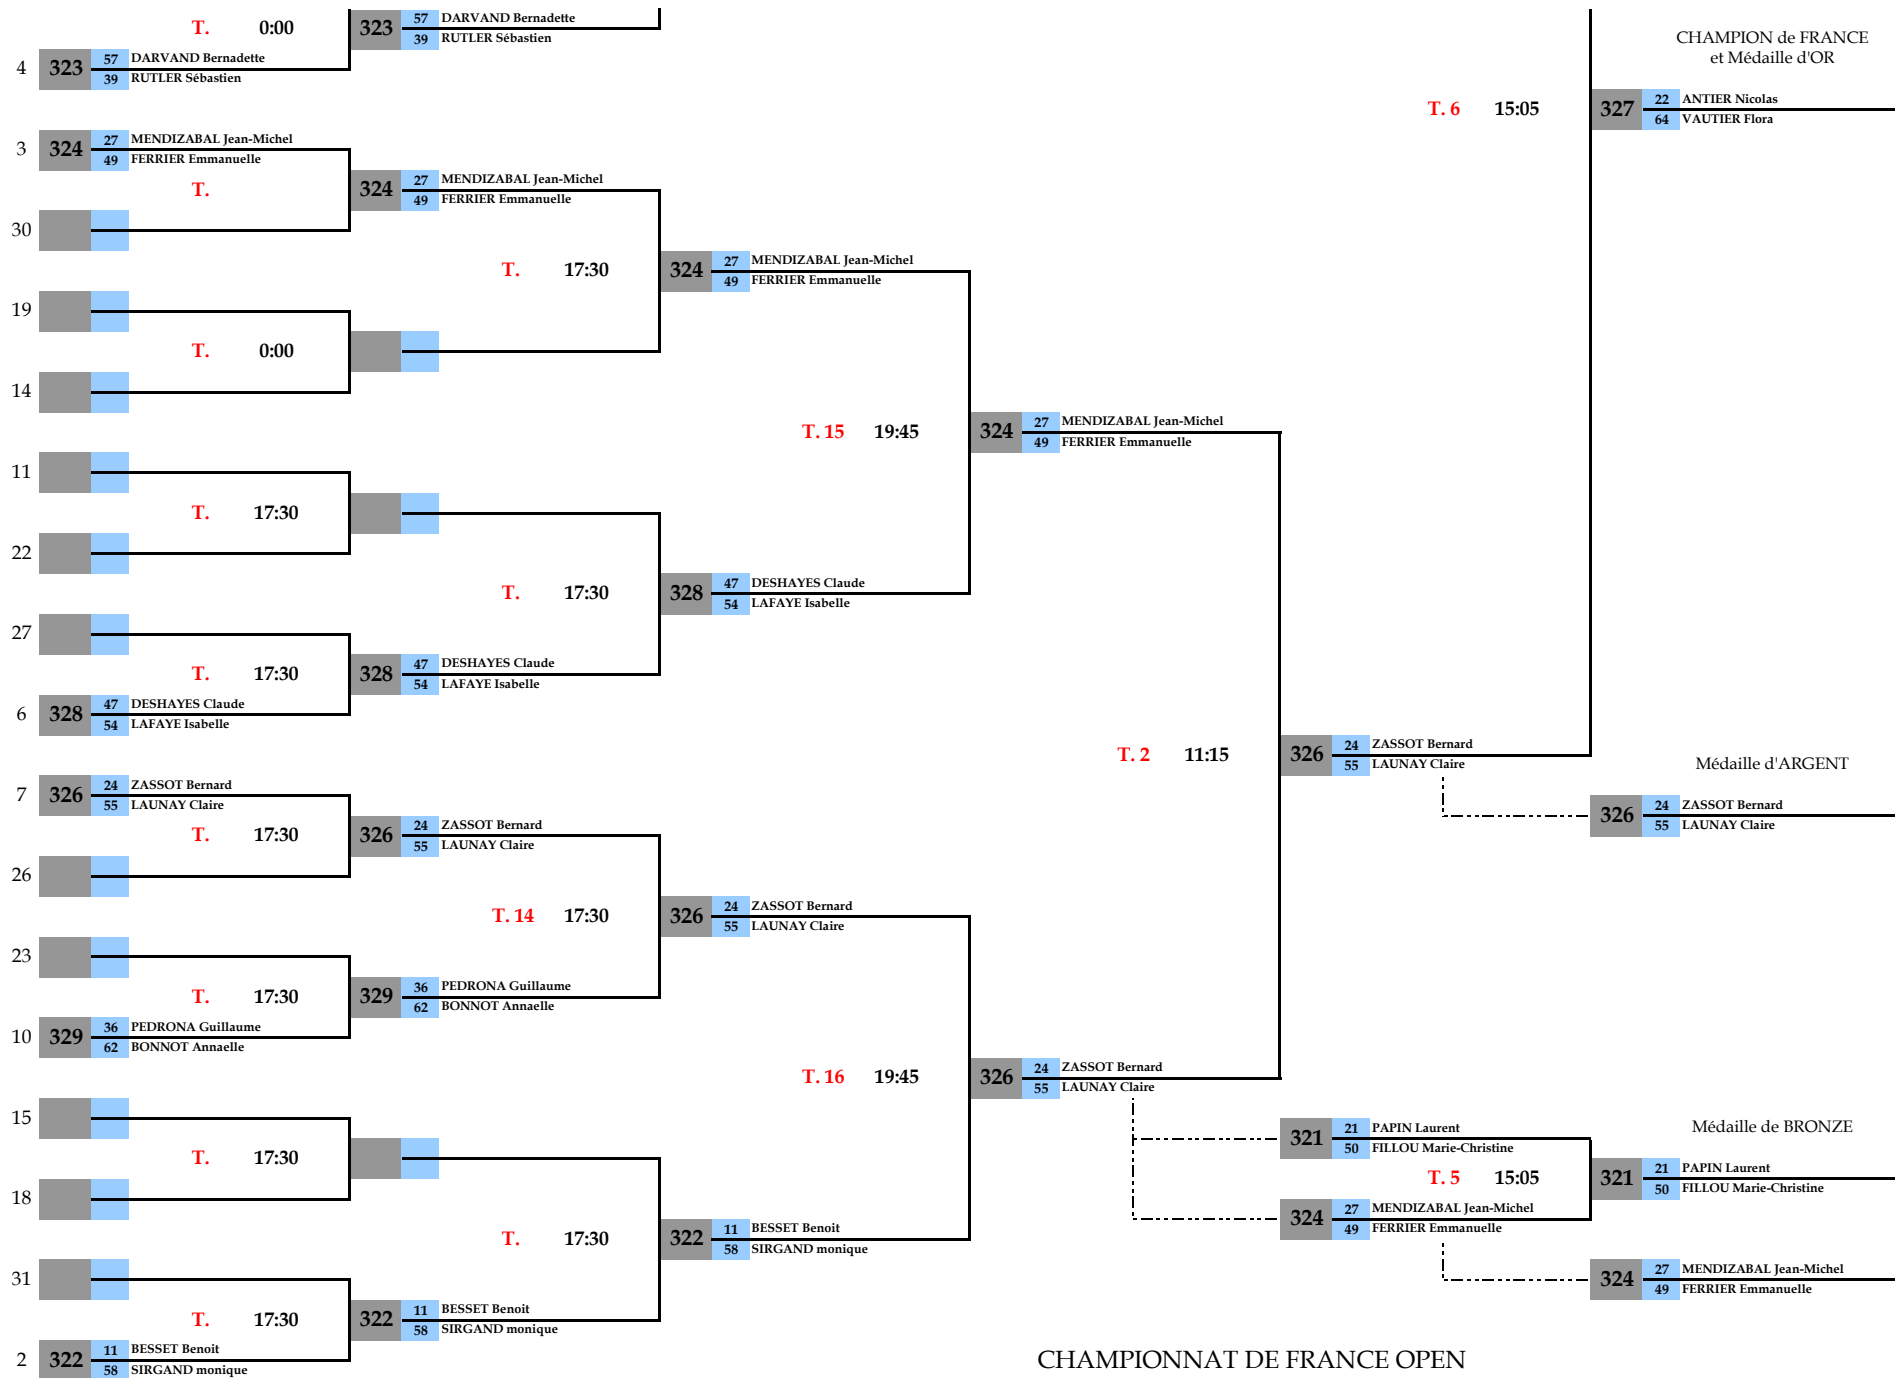 T. 0:00
323 57 DARVAND Bernadette
39 RUTLER Sébastien
4 323 57 DARVAND Bernadette
39 RUTLER Sébastien
CHAMPION de FRANCE
et Médaille d'OR
T. 6 15:05
327 22 ANTIER Nicolas
64 VAUTIER Flora
3 324 27 MENDIZABAL Jean-Michel
49 FERRIER Emmanuelle
T.
324 27 MENDIZABAL Jean-Michel
49 FERRIER Emmanuelle
30
T. 17:30
324 27 MENDIZABAL Jean-Michel
49 FERRIER Emmanuelle
19
T. 0:00
14
T. 15 19:45
324 27 MENDIZABAL Jean-Michel
49 FERRIER Emmanuelle
11
T. 17:30
22
T. 17:30
328 47 DESHAYES Claude
54 LAFAYE Isabelle
27
T. 17:30
328 47 DESHAYES Claude
54 LAFAYE Isabelle
6 328 47 DESHAYES Claude
54 LAFAYE Isabelle
T. 2 11:15
326 24 ZASSOT Bernard
55 LAUNAY Claire
Médaille d'ARGENT
326 24 ZASSOT Bernard
55 LAUNAY Claire
7 326 24 ZASSOT Bernard
55 LAUNAY Claire
T. 17:30
326 24 ZASSOT Bernard
55 LAUNAY Claire
26
T. 14 17:30
326 24 ZASSOT Bernard
55 LAUNAY Claire
23
T. 17:30
329 36 PEDRONA Guillaume
62 BONNOT Annaelle
10 329 36 PEDRONA Guillaume
62 BONNOT Annaelle
T. 16 19:45
326 24 ZASSOT Bernard
55 LAUNAY Claire
15
T. 17:30
18
321 21 PAPIN Laurent
50 FILLOU Marie-Christine
Médaille de BRONZE
T. 5 15:05
321 21 PAPIN Laurent
50 FILLOU Marie-Christine
324 27 MENDIZABAL Jean-Michel
49 FERRIER Emmanuelle
T. 17:30
322 11 BESSET Benoit
58 SIRGAND monique
31
324 27 MENDIZABAL Jean-Michel
49 FERRIER Emmanuelle
T. 17:30
322 11 BESSET Benoit
58 SIRGAND monique
2 322 11 BESSET Benoit
58 SIRGAND monique
CHAMPIONNAT DE FRANCE OPEN